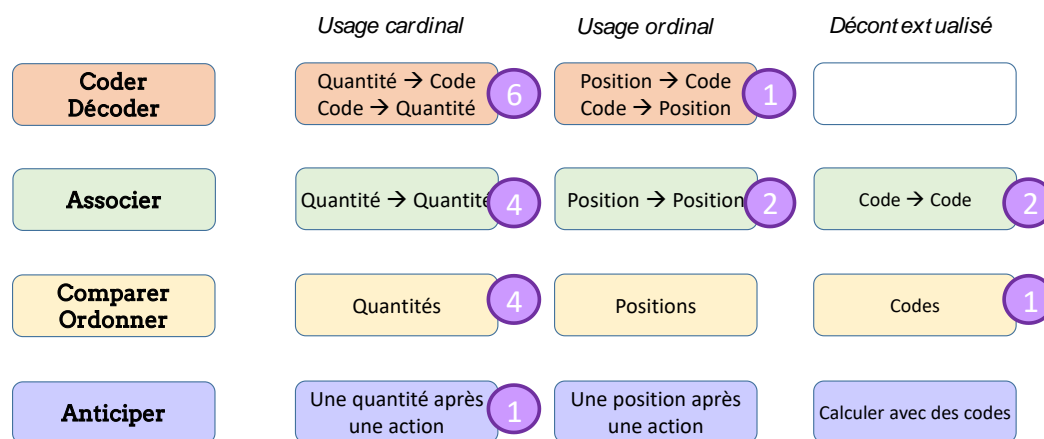 Usage cardinal Usage ordinal Décontextualisé
Coder
Décoder
Quantité → Code
Code → Quantité
6
Position → Code
Code → Position
1
Associer
Quantité → Quantité
4
Position → Position
2
Code → Code
2
Comparer
Ordonner
Quantités
4
Positions
Codes
1
Anticiper
Une quantité après
une action
1
Une position après
une action
Calculer avec des codes